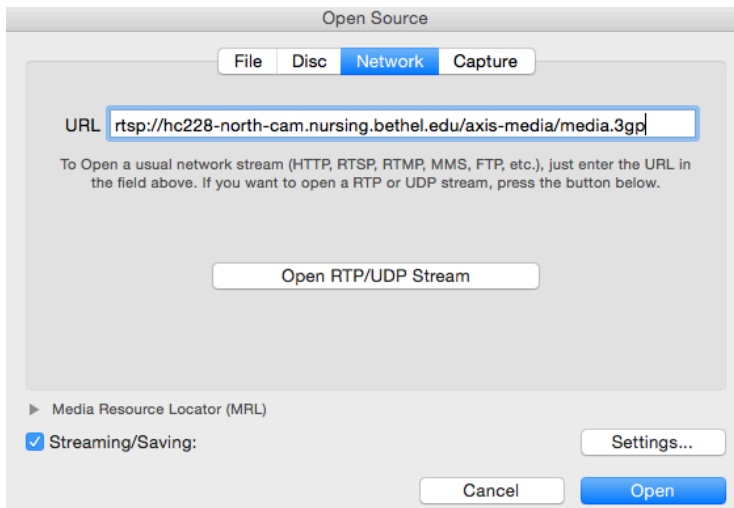 Open Source
File Disc Network Capture
URL rtsp://hc228-north-cam.nursing.bethel.edu/axis-media/media.3gp
To Open a usual network stream (HTTP, RTSP, RTMP, MMS, FTP, etc.), just enter the URL in
the field above. If you want to open a RTP or UDP stream, press the button below.
Open RTP/UDP Stream
Media Resource Locator (MRL)
Streaming/Saving:
Settings...
Cancel Open